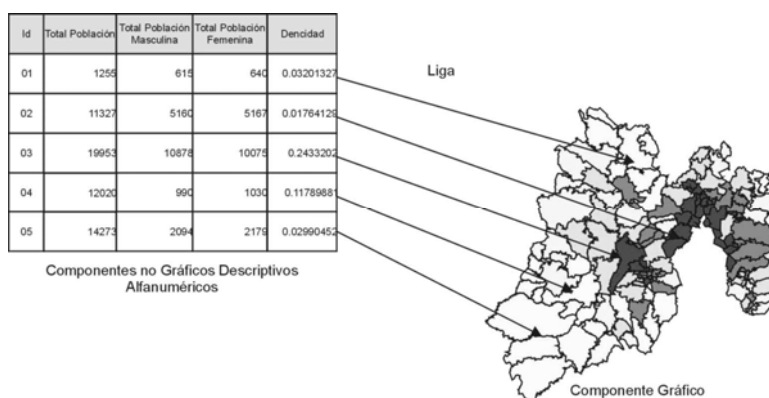 Id Total Población Total Población Masculina Total Población Femenina Dencidad
01 1255 615 640 0.03201327
02 11327 5160 5167 0.01764129
03 19953 10878 10075 0.2433202
04 12020 990 1030 0.11789881
05 14273 2094 2179 0.02990452
Componentes no Gráficos Descriptivos
Alfanuméricos
Liga
Componente Gráfico